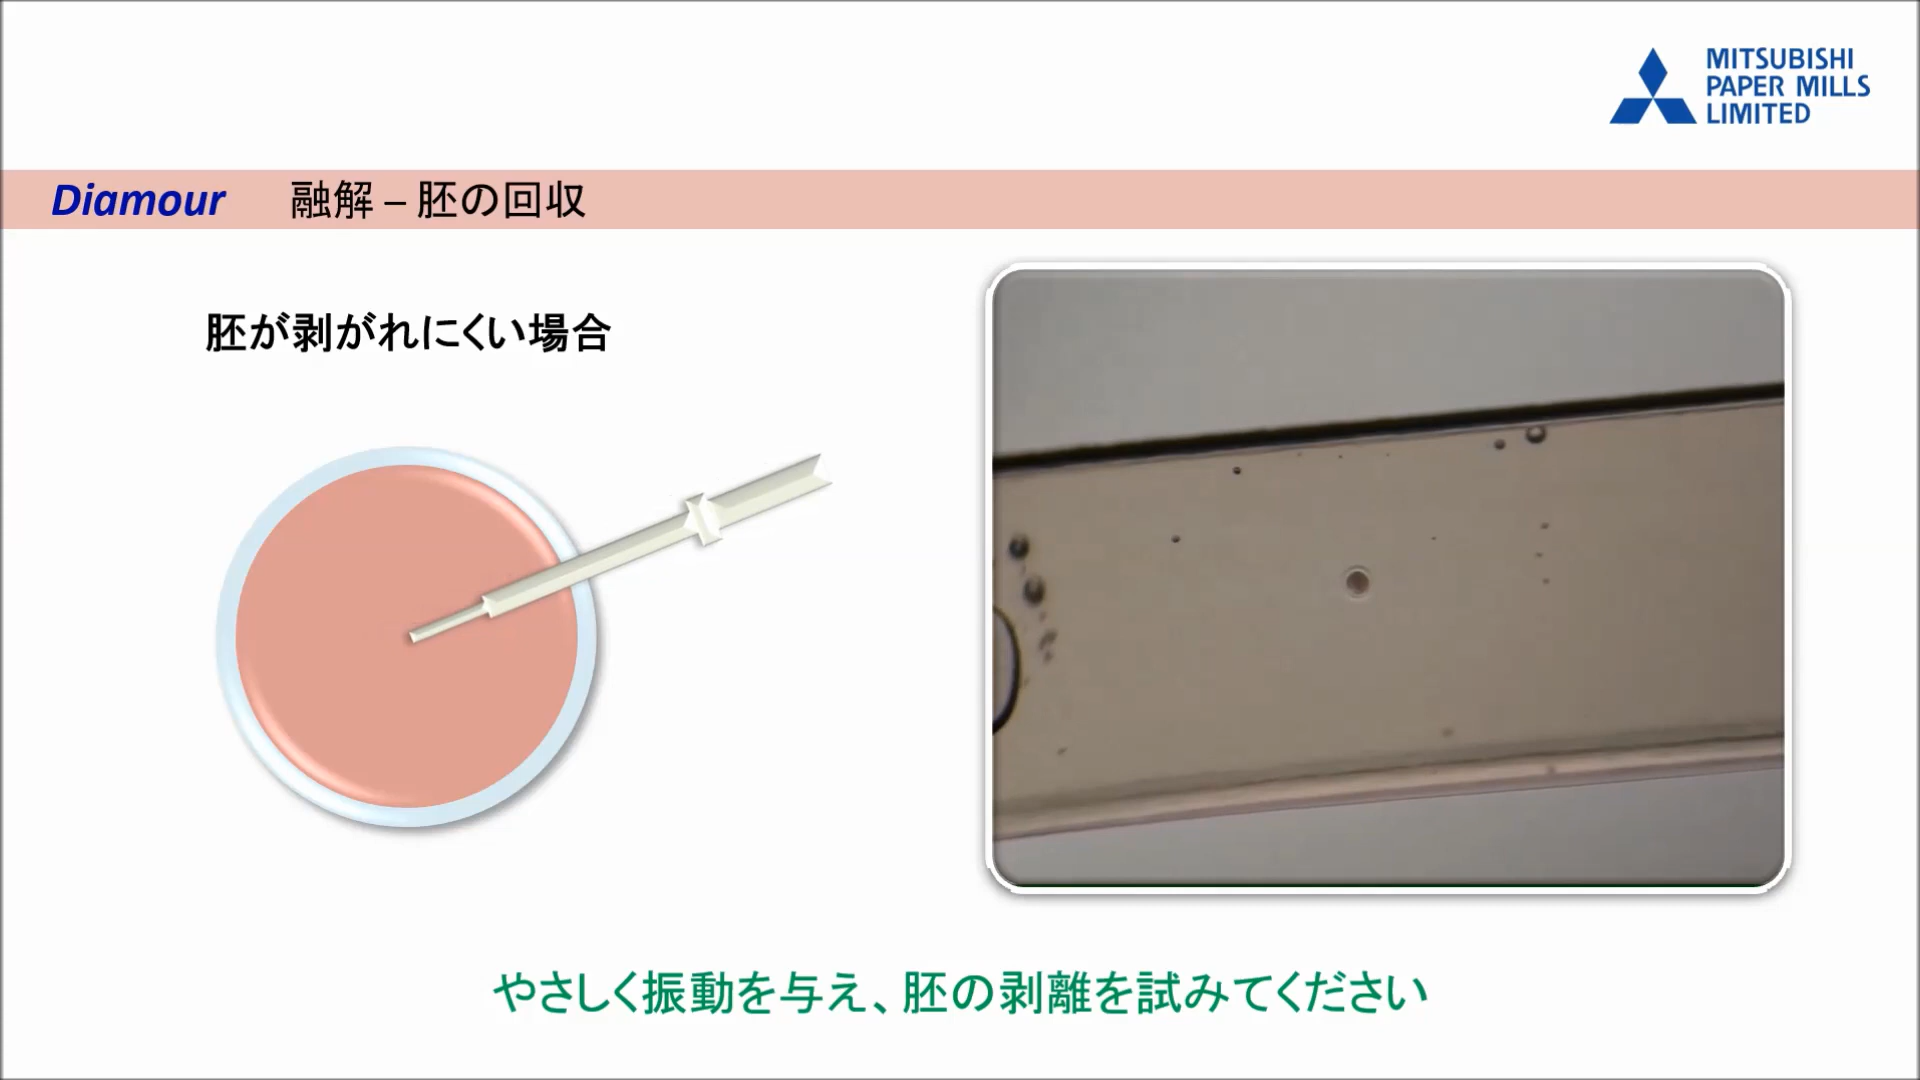 MITSUBISHI
PAPER MILLS
LIMITED
Diamour 融解 – 胚の回収
胚が剥がれにくい場合
やさしく振動を与え、胚の剥離を試みてください